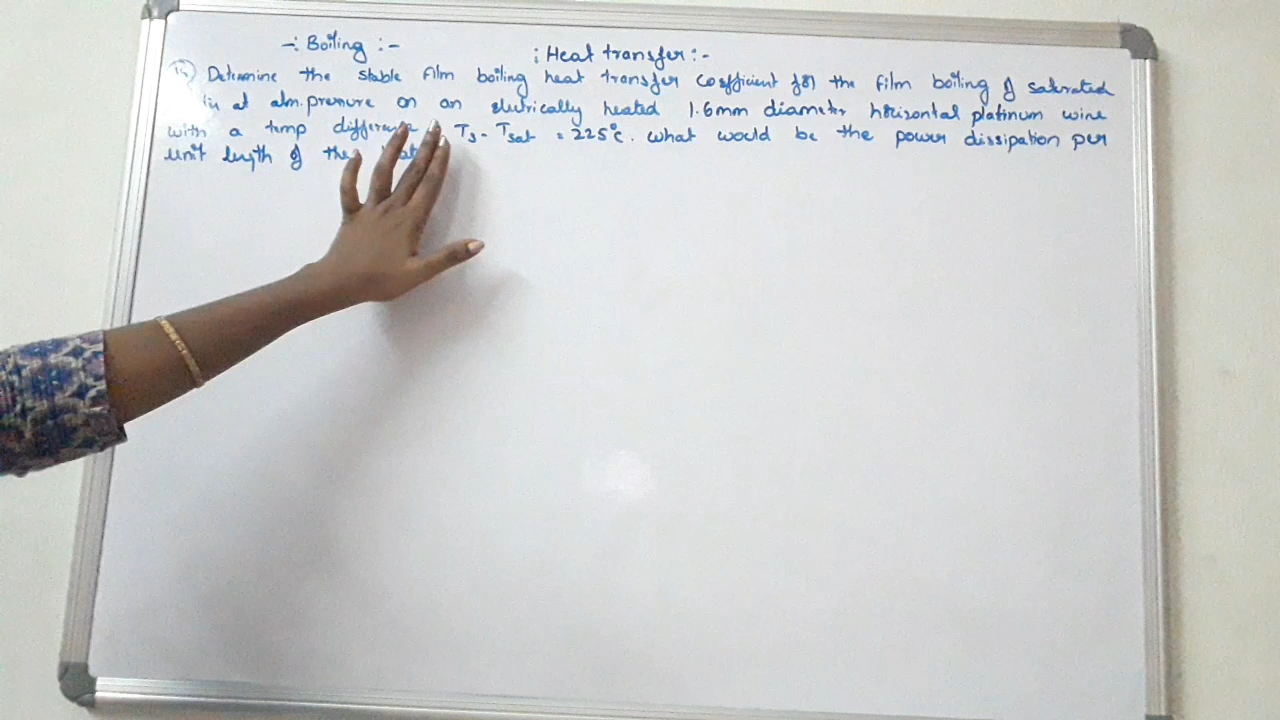 -: Boiling :-
: Heat transfer :-
Determine the stable film boiling heat transfer coefficient for the film boiling of saturated
at atm. pressure on an electrically heated 1.6mm diameter horizontal platinum wire
with a temp difference Ts - Tsat = 225°c. what would be the power dissipation per
unit length of the